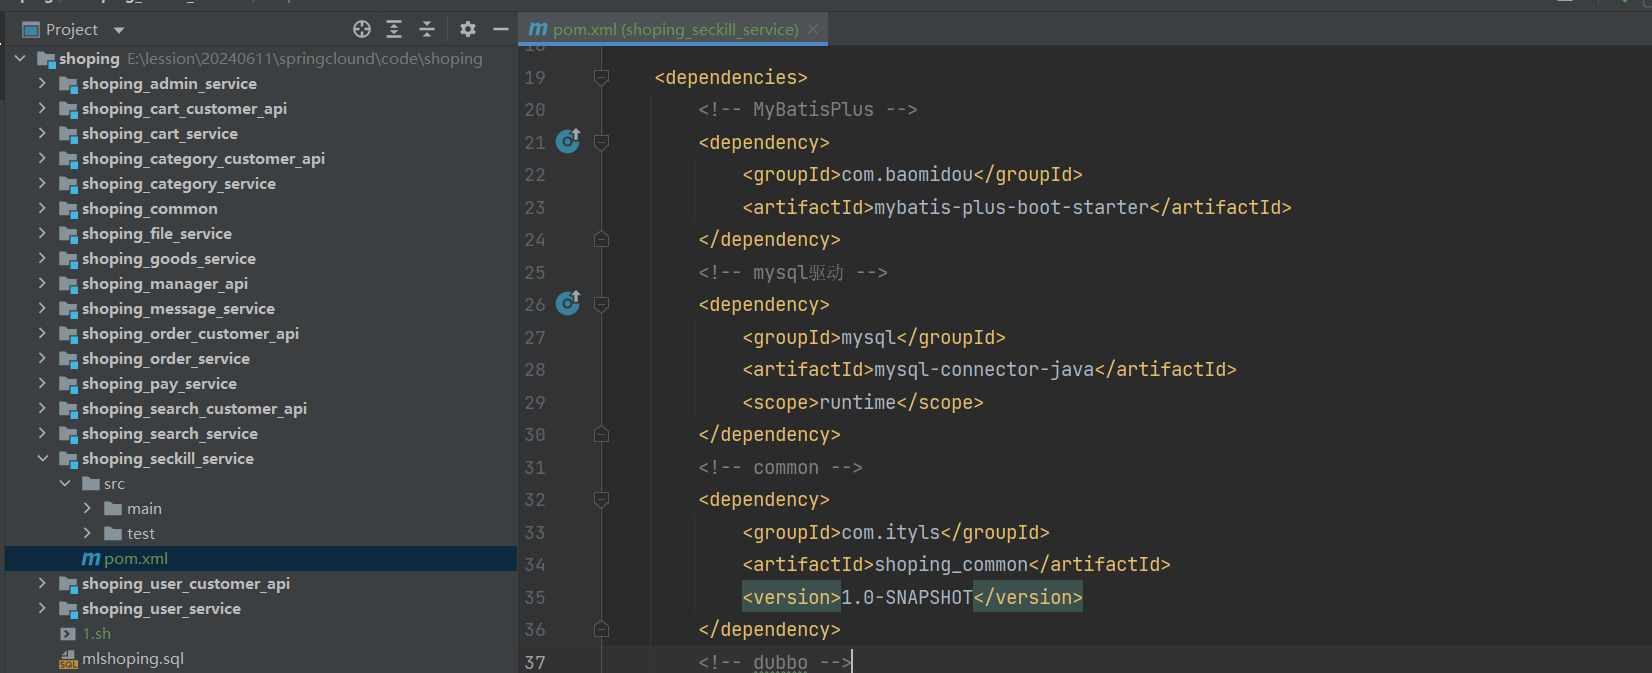 Project
shoping E:\lession\20240611\springclound\code\shoping
shoping_admin_service
shoping_cart_customer_api
shoping_cart_service
shoping_category_customer_api
shoping_category_service
shoping_common
shoping_file_service
shoping_goods_service
shoping_manager_api
shoping_message_service
shoping_order_customer_api
shoping_order_service
shoping_pay_service
shoping_search_customer_api
shoping_search_service
shoping_seckill_service
src
main
test
pom.xml
shoping_user_customer_api
shoping_user_service
1.sh
mlshoping.sql
pom.xml (shoping_seckill_service)
18
19 <dependencies>
20 <!-- MyBatisPlus -->
21 <dependency>
22 <groupId>com.baomidou</groupId>
23 <artifactId>mybatis-plus-boot-starter</artifactId>
24 </dependency>
25 <!-- mysql驱动 -->
26 <dependency>
27 <groupId>mysql</groupId>
28 <artifactId>mysql-connector-java</artifactId>
29 <scope>runtime</scope>
30 </dependency>
31 <!-- common -->
32 <dependency>
33 <groupId>com.ityls</groupId>
34 <artifactId>shoping_common</artifactId>
35 <version>1.0-SNAPSHOT</version>
36 </dependency>
37 <!-- dubbo -->